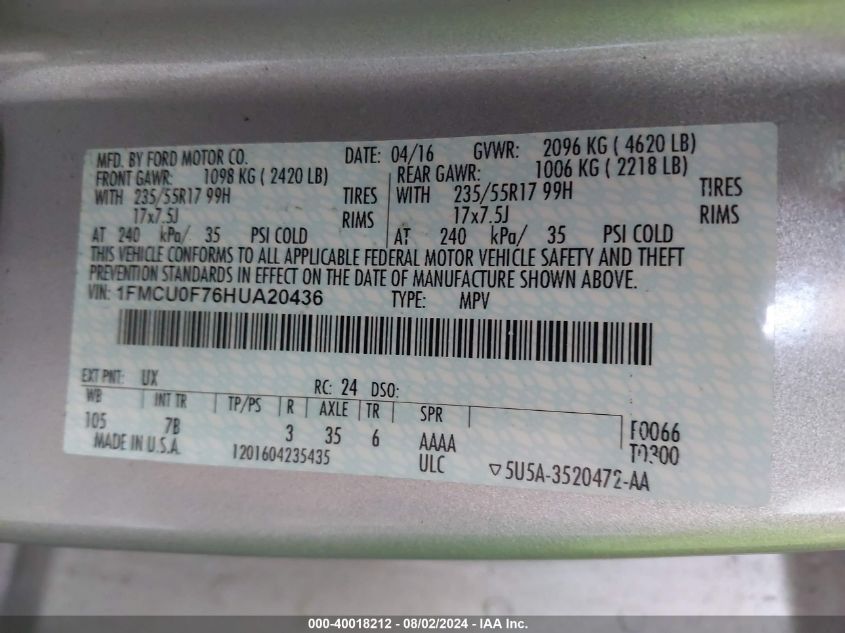 MFD. BY FORD MOTOR CO. DATE: 04/16 GVWR: 2096 KG ( 4620 LB)
FRONT GAWR: 1098 KG ( 2420 LB) REAR GAWR: 1006 KG ( 2218 LB)
WITH 235/55R17 99H TIRES WITH 235/55R17 99H TIRES
17x7.5J RIMS 17x7.5J RIMS
AT 240 kPa/ 35 PSI COLD AT 240 kPa/ 35 PSI COLD
THIS VEHICLE CONFORMS TO ALL APPLICABLE FEDERAL MOTOR VEHICLE SAFETY AND THEFT
PREVENTION STANDARDS IN EFFECT ON THE DATE OF MANUFACTURE SHOWN ABOVE.
VIN: 1FMCU0F76HUA20436 TYPE: MPV
EXT PNT: UX RC: 24 DSO:
WB INT TR TP/PS R AXLE TR SPR
105 7B 3 35 6 AAAA F0066
MADE IN U.S.A. 1201604235435 ULC T0300
▽5U5A-3520472-AA
000-40018212 - 08/02/2024 - IAA Inc.